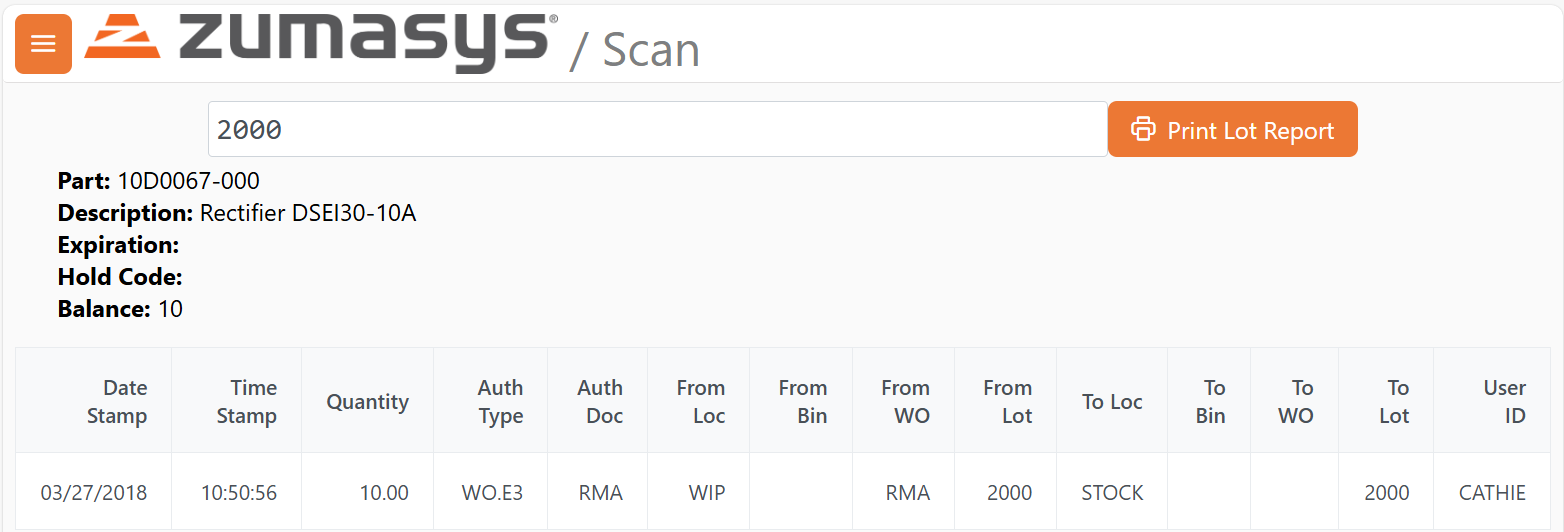 zumasys® / Scan
2000 Print Lot Report
Part: 10D0067-000
Description: Rectifier DSEI30-10A
Expiration:
Hold Code:
Balance: 10
Date Stamp Time Stamp Quantity Auth Type Auth Doc From Loc From Bin From WO From Lot To Loc To Bin To WO To Lot User ID
03/27/2018 10:50:56 10.00 WO.E3 RMA WIP RMA 2000 STOCK 2000 CATHIE